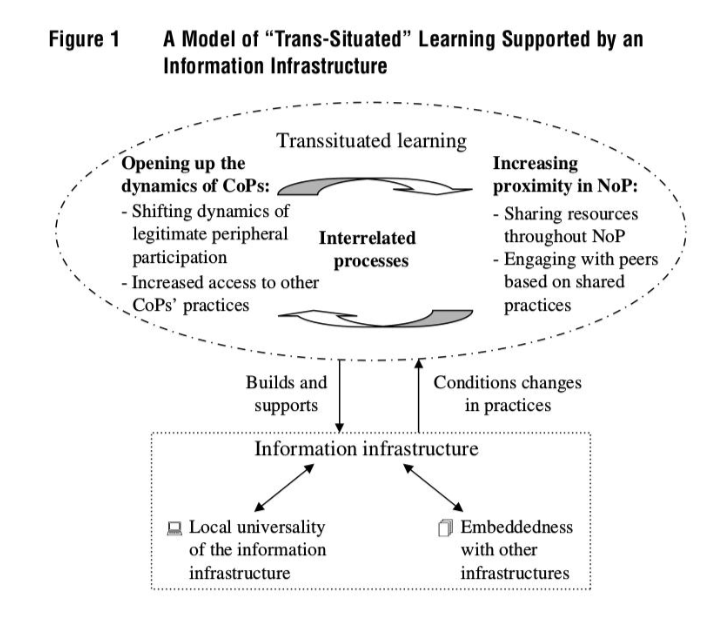 Figure 1 A Model of “Trans-Situated” Learning Supported by an
Information Infrastructure
Transsituated learning
Opening up the
dynamics of CoPs:
- Shifting dynamics of
legitimate peripheral
participation
- Increased access to other
CoPs’ practices
Interrelated
processes
Increasing
proximity in NoP:
- Sharing resources
throughout NoP
- Engaging with peers
based on shared
practices
Builds and
supports
Conditions changes
in practices
Information infrastructure
Local universality
of the information
infrastructure
Embeddedness
with other
infrastructures